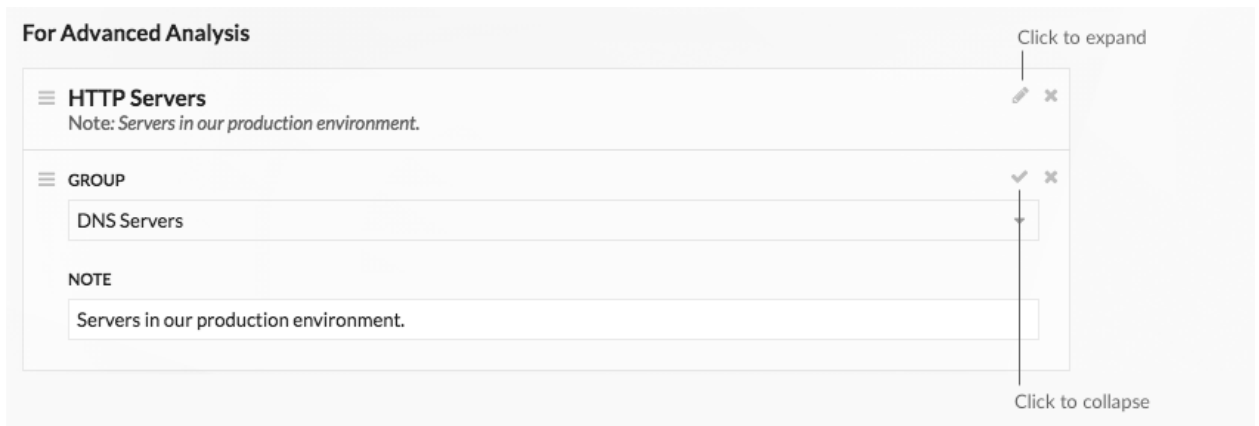 For Advanced Analysis
Click to expand
HTTP Servers
Note: Servers in our production environment.
GROUP
DNS Servers
NOTE
Servers in our production environment.
Click to collapse